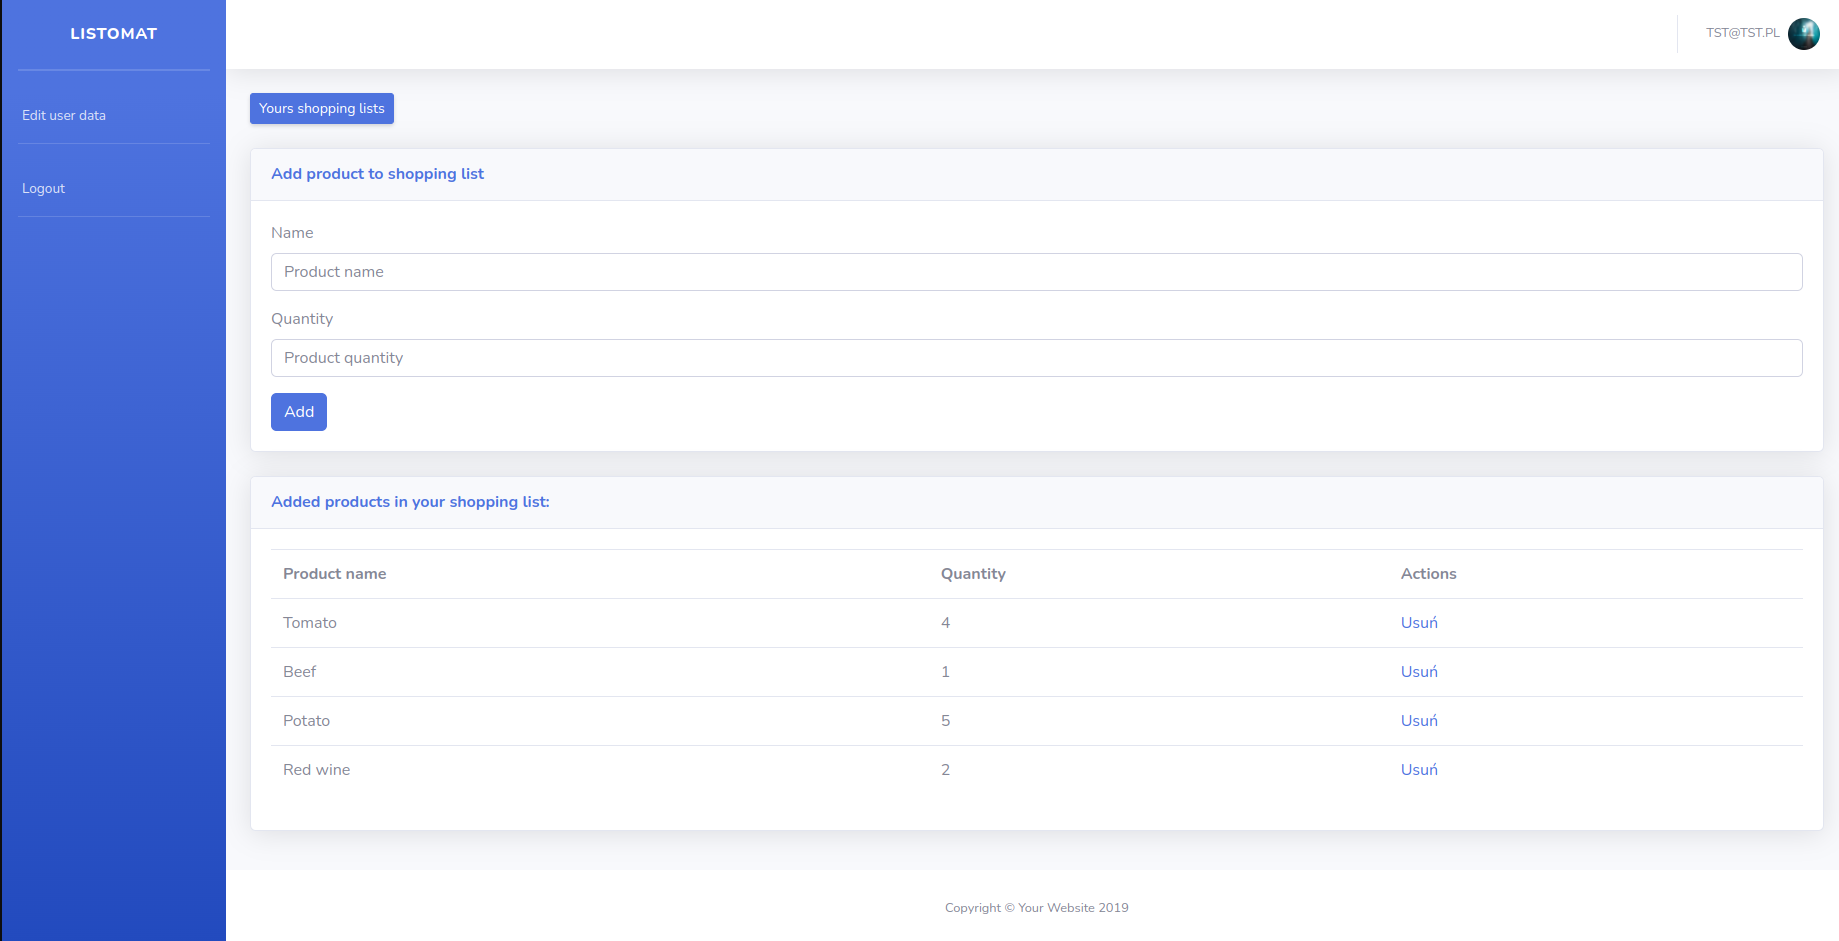 LISTOMAT
TST@TST.PL
Edit user data
Logout
Yours shopping lists
Add product to shopping list
Name
Product name
Quantity
Product quantity
Add
Added products in your shopping list:
Product name Quantity Actions
Tomato 4 Usuń
Beef 1 Usuń
Potato 5 Usuń
Red wine 2 Usuń
Copyright © Your Website 2019